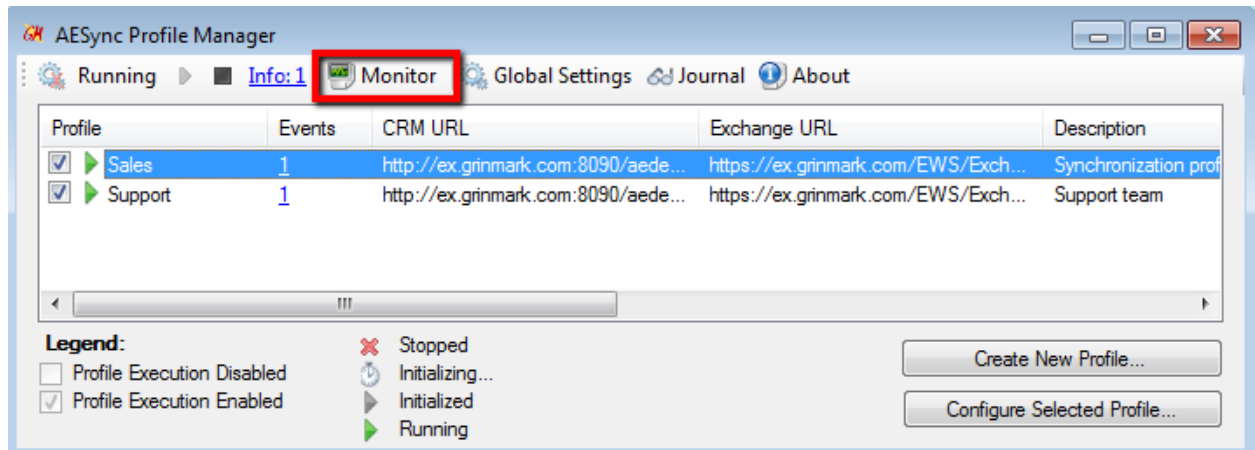 AESync Profile Manager
Running Info: 1 Monitor Global Settings Journal About
Profile Events CRM URL Exchange URL Description
Sales 1 http://ex.grinmark.com:8090/aede... https://ex.grinmark.com/EWS/Exch... Synchronization prof
Support 1 http://ex.grinmark.com:8090/aede... https://ex.grinmark.com/EWS/Exch... Support team
Legend:
Stopped
Create New Profile...
Profile Execution Disabled
Initializing...
Profile Execution Enabled
Initialized
Configure Selected Profile...
Running